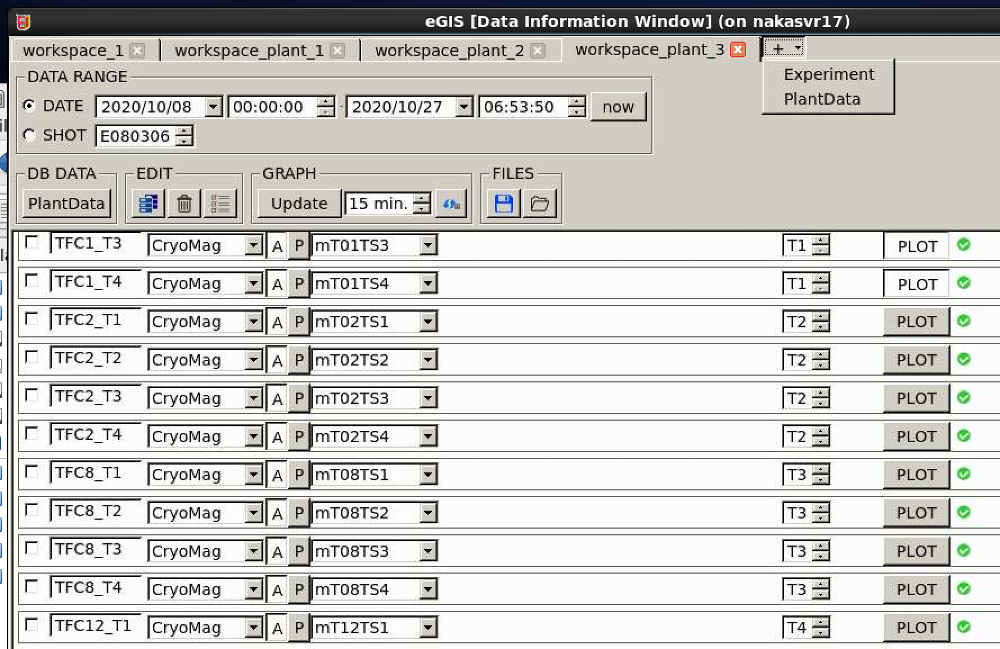 eGIS [Data Information Window] (on nakasvr17)
workspace_1 workspace_plant_1 workspace_plant_2 workspace_plant_3 +
Experiment
PlantData
DATA RANGE
DATE 2020/10/08 00:00:00 - 2020/10/27 06:53:50 now
SHOT E080306
DB DATA EDIT GRAPH FILES
PlantData Update 15 min.
TFC1_T3 CryoMag A P mT01TS3 T1 PLOT
TFC1_T4 CryoMag A P mT01TS4 T1 PLOT
TFC2_T1 CryoMag A P mT02TS1 T2 PLOT
TFC2_T2 CryoMag A P mT02TS2 T2 PLOT
TFC2_T3 CryoMag A P mT02TS3 T2 PLOT
TFC2_T4 CryoMag A P mT02TS4 T2 PLOT
TFC8_T1 CryoMag A P mT08TS1 T3 PLOT
TFC8_T2 CryoMag A P mT08TS2 T3 PLOT
TFC8_T3 CryoMag A P mT08TS3 T3 PLOT
TFC8_T4 CryoMag A P mT08TS4 T3 PLOT
TFC12_T1 CryoMag A P mT12TS1 T4 PLOT